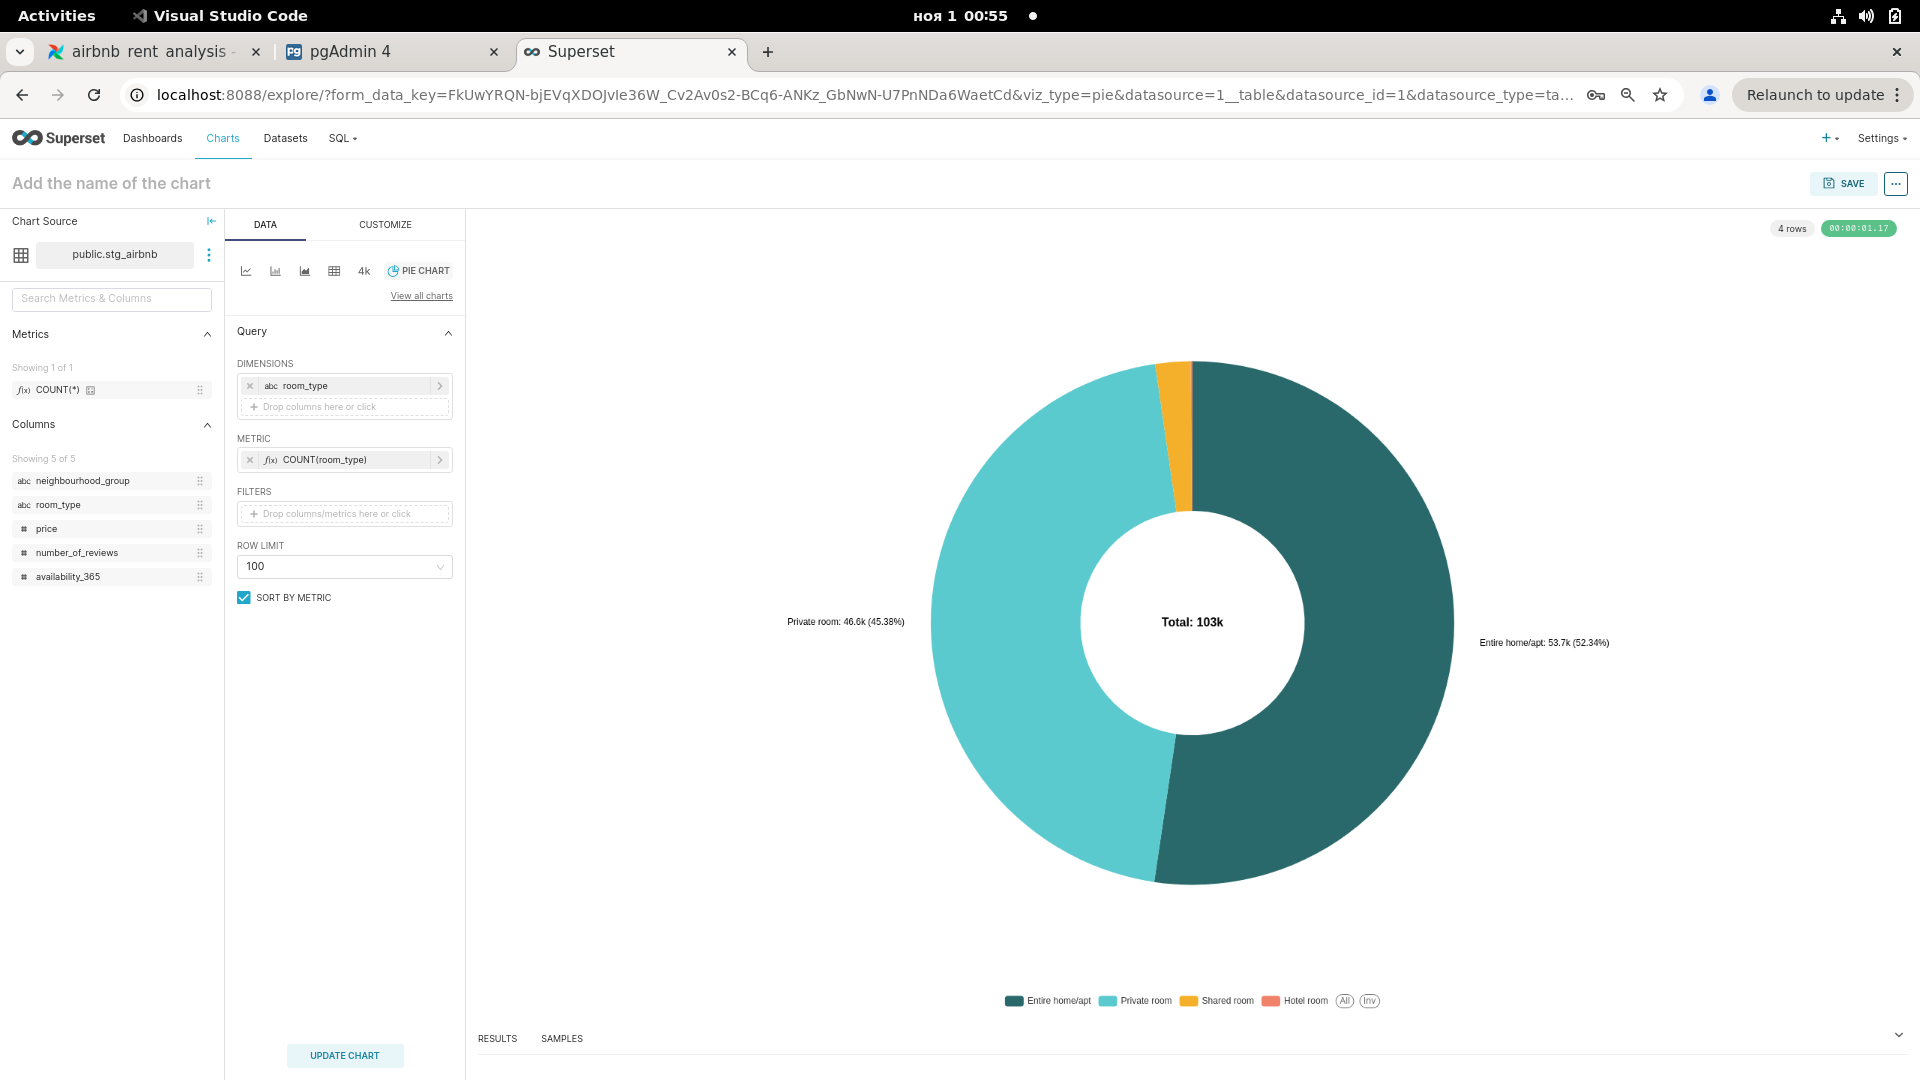 Activities Visual Studio Code ноя 1 00:55
airbnb_rent_analysis - pgAdmin 4 Superset
localhost:8088/explore/?form_data_key=FkUwYRQN-bjEVqXDOJvIe36W_Cv2Av0s2-BCq6-ANKz_GbNwN-U7PnNDa6WaetCd&viz_type=pie&datasource=1__table&datasource_id=1&datasource_type=ta... Relaunch to update
Superset Dashboards Charts Datasets SQL Settings
Add the name of the chart SAVE
Chart Source
public.stg_airbnb
Search Metrics & Columns
Metrics
Showing 1 of 1
f(x) COUNT(*)
Columns
Showing 5 of 5
abc neighbourhood_group
abc room_type
# price
# number_of_reviews
# availability_365
DATA CUSTOMIZE
4k PIE CHART
View all charts
Query
DIMENSIONS
abc room_type
Drop columns here or click
METRIC
f(x) COUNT(room_type)
FILTERS
Drop columns/metrics here or click
ROW LIMIT
100
SORT BY METRIC
UPDATE CHART
4 rows 00:00:01.17
Private room: 46.6k (45.38%)
Total: 103k
Entire home/apt: 53.7k (52.34%)
Entire home/apt Private room Shared room Hotel room All Inv
RESULTS SAMPLES